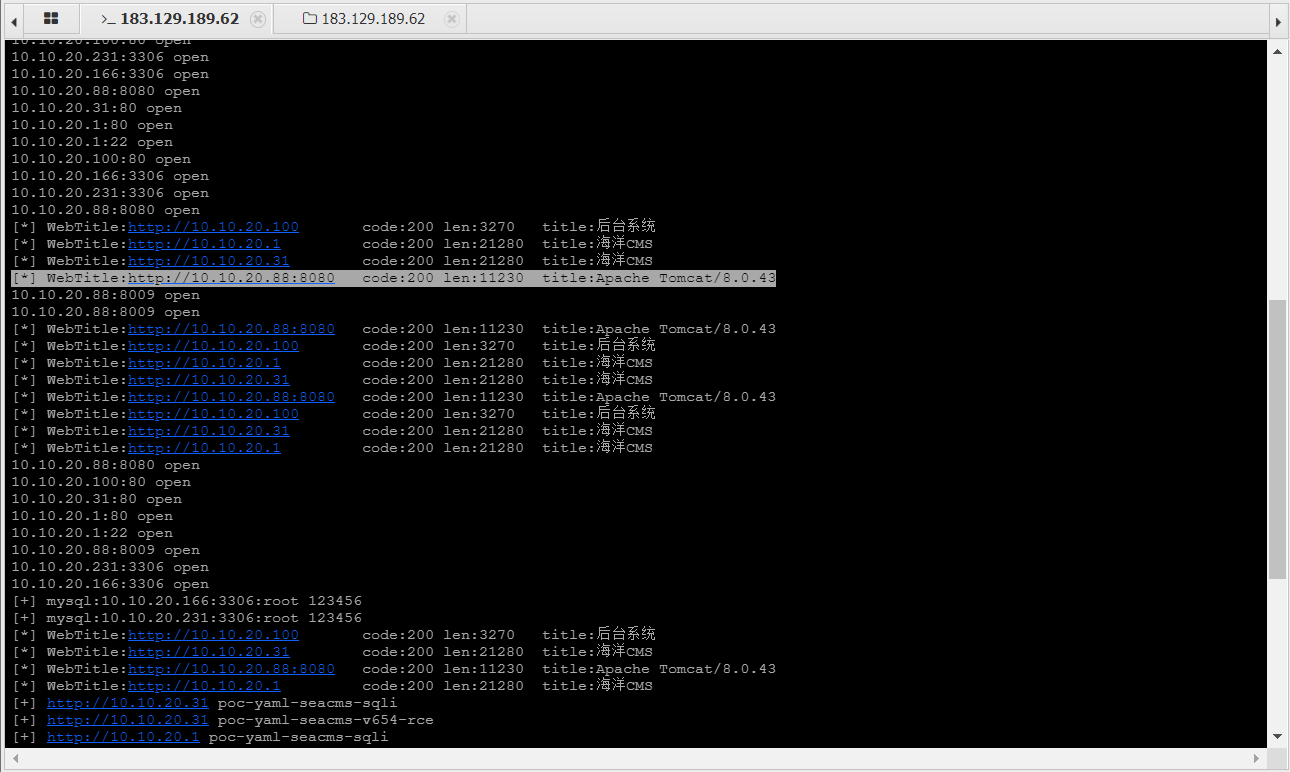 >_ 183.129.189.62
183.129.189.62
10.10.20.100:80 open
10.10.20.231:3306 open
10.10.20.166:3306 open
10.10.20.88:8080 open
10.10.20.31:80 open
10.10.20.1:80 open
10.10.20.1:22 open
10.10.20.100:80 open
10.10.20.166:3306 open
10.10.20.231:3306 open
10.10.20.88:8080 open
[*] WebTitle:http://10.10.20.100 code:200 len:3270 title:后台系统
[*] WebTitle:http://10.10.20.1 code:200 len:21280 title:海洋CMS
[*] WebTitle:http://10.10.20.31 code:200 len:21280 title:海洋CMS
[*] WebTitle:http://10.10.20.88:8080 code:200 len:11230 title:Apache Tomcat/8.0.43
10.10.20.88:8009 open
10.10.20.88:8009 open
[*] WebTitle:http://10.10.20.88:8080 code:200 len:11230 title:Apache Tomcat/8.0.43
[*] WebTitle:http://10.10.20.100 code:200 len:3270 title:后台系统
[*] WebTitle:http://10.10.20.1 code:200 len:21280 title:海洋CMS
[*] WebTitle:http://10.10.20.31 code:200 len:21280 title:海洋CMS
[*] WebTitle:http://10.10.20.88:8080 code:200 len:11230 title:Apache Tomcat/8.0.43
[*] WebTitle:http://10.10.20.100 code:200 len:3270 title:后台系统
[*] WebTitle:http://10.10.20.31 code:200 len:21280 title:海洋CMS
[*] WebTitle:http://10.10.20.1 code:200 len:21280 title:海洋CMS
10.10.20.88:8080 open
10.10.20.100:80 open
10.10.20.31:80 open
10.10.20.1:80 open
10.10.20.1:22 open
10.10.20.88:8009 open
10.10.20.231:3306 open
10.10.20.166:3306 open
[+] mysql:10.10.20.166:3306:root 123456
[+] mysql:10.10.20.231:3306:root 123456
[*] WebTitle:http://10.10.20.100 code:200 len:3270 title:后台系统
[*] WebTitle:http://10.10.20.31 code:200 len:21280 title:海洋CMS
[*] WebTitle:http://10.10.20.88:8080 code:200 len:11230 title:Apache Tomcat/8.0.43
[*] WebTitle:http://10.10.20.1 code:200 len:21280 title:海洋CMS
[+] http://10.10.20.31 poc-yaml-seacms-sqli
[+] http://10.10.20.31 poc-yaml-seacms-v654-rce
[+] http://10.10.20.1 poc-yaml-seacms-sqli